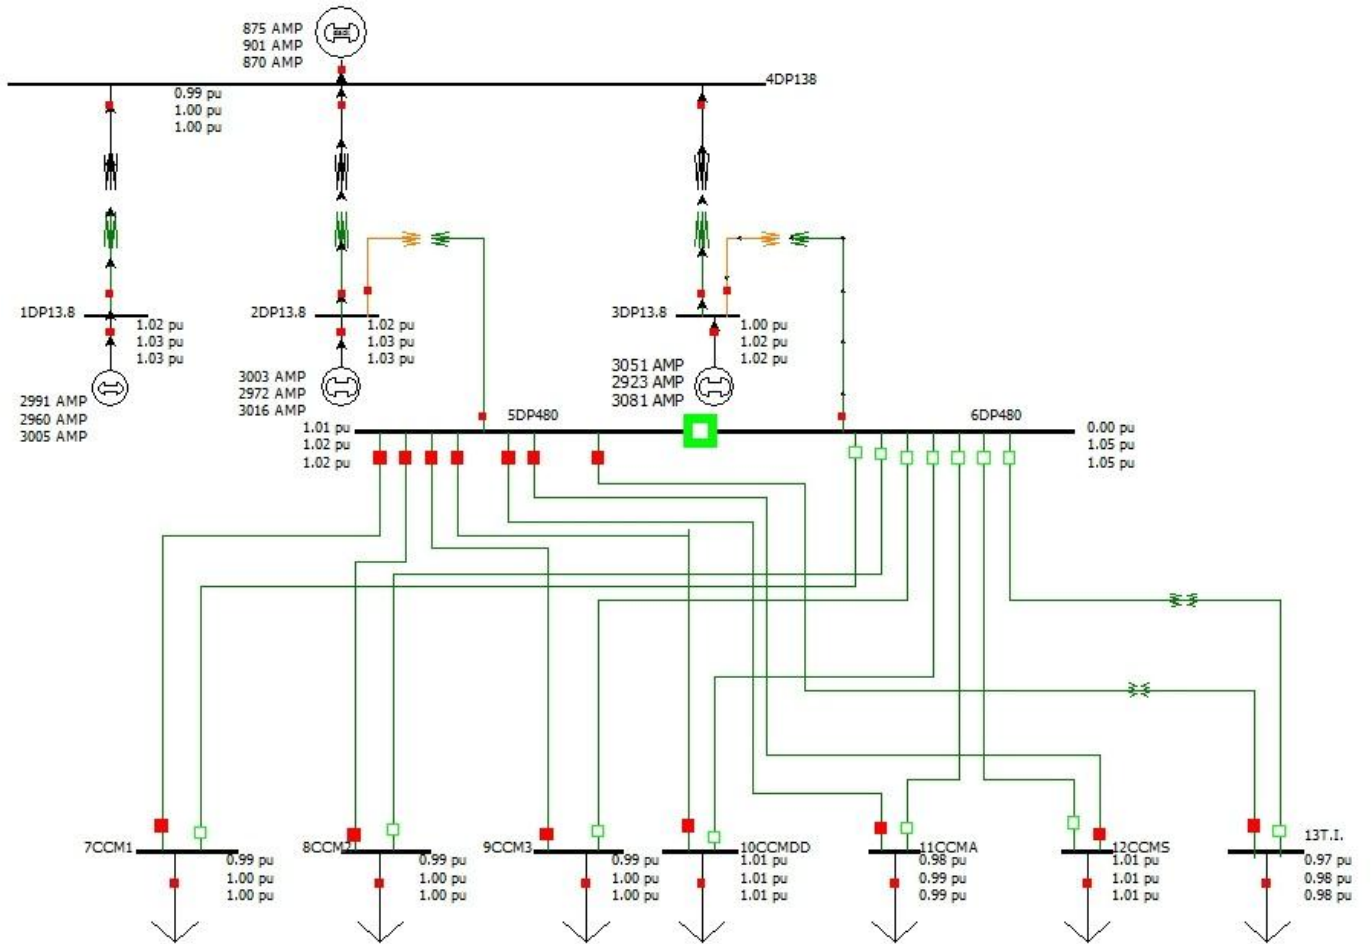 875 AMP
901 AMP
870 AMP
4DP138
0.99 pu
1.00 pu
1.00 pu
1DP13.8
1.02 pu
1.03 pu
1.03 pu
2DP13.8
1.02 pu
1.03 pu
1.03 pu
3DP13.8
1.00 pu
1.02 pu
1.02 pu
2991 AMP
2960 AMP
3005 AMP
3003 AMP
2972 AMP
3016 AMP
3051 AMP
2923 AMP
3081 AMP
5DP480
1.01 pu
1.02 pu
1.02 pu
6DP480
0.00 pu
1.05 pu
1.05 pu
7CCM1
0.99 pu
1.00 pu
1.00 pu
8CCM2
0.99 pu
1.00 pu
1.00 pu
9CCM3
0.99 pu
1.00 pu
1.00 pu
10CCMDD
1.01 pu
1.01 pu
1.01 pu
11CCMA
0.98 pu
0.99 pu
0.99 pu
12CCMS
1.01 pu
1.01 pu
1.01 pu
13T.I.
0.97 pu
0.98 pu
0.98 pu